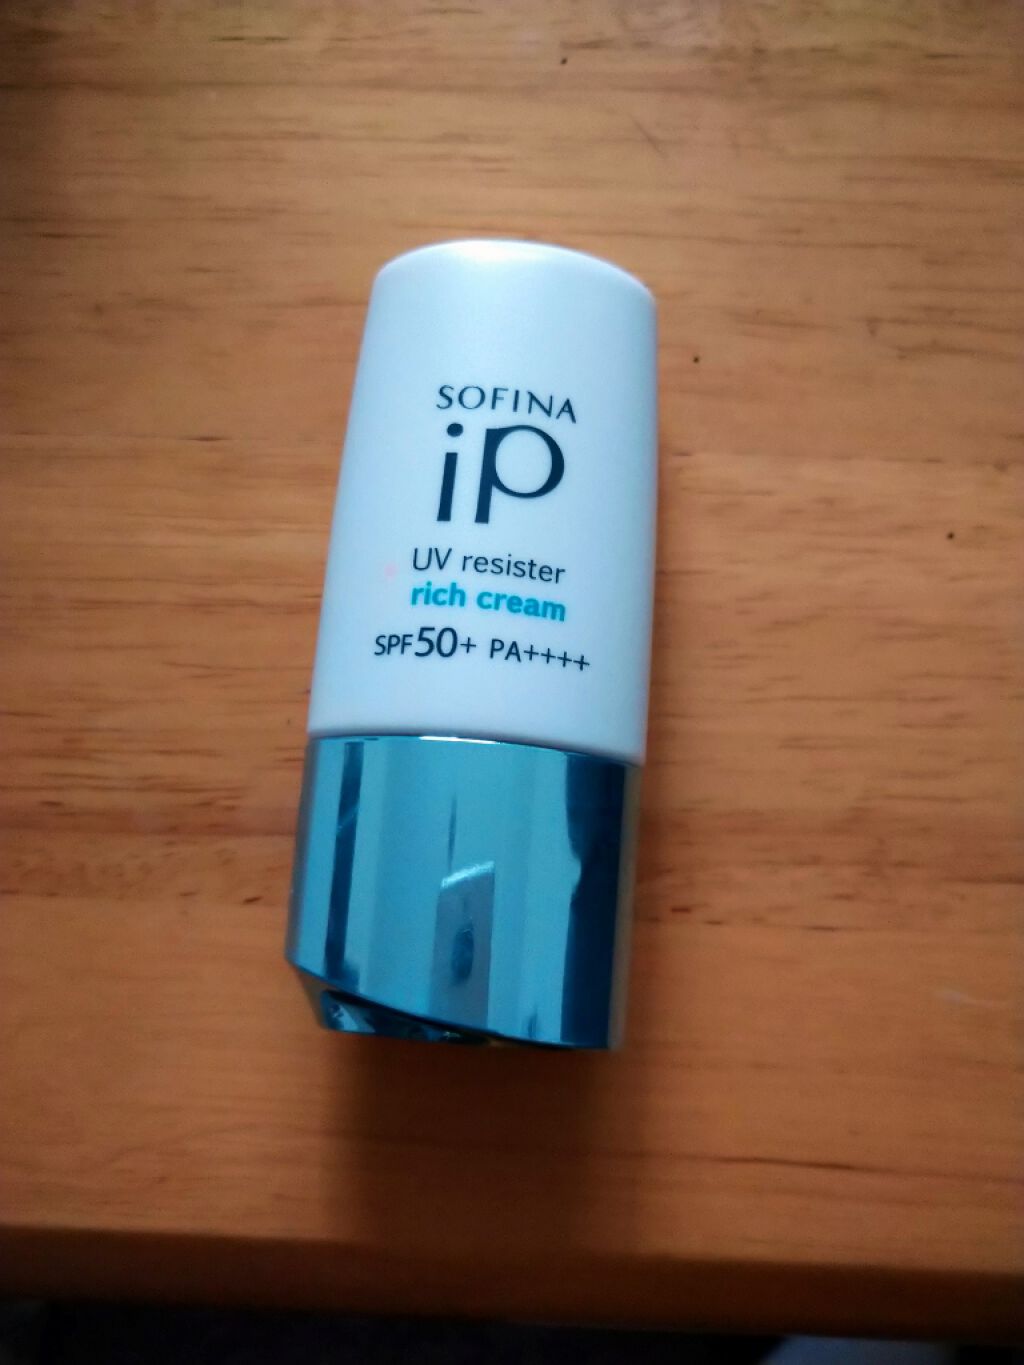 SOFINA
iP
UV resister
rich cream
SPF50+ PA++++